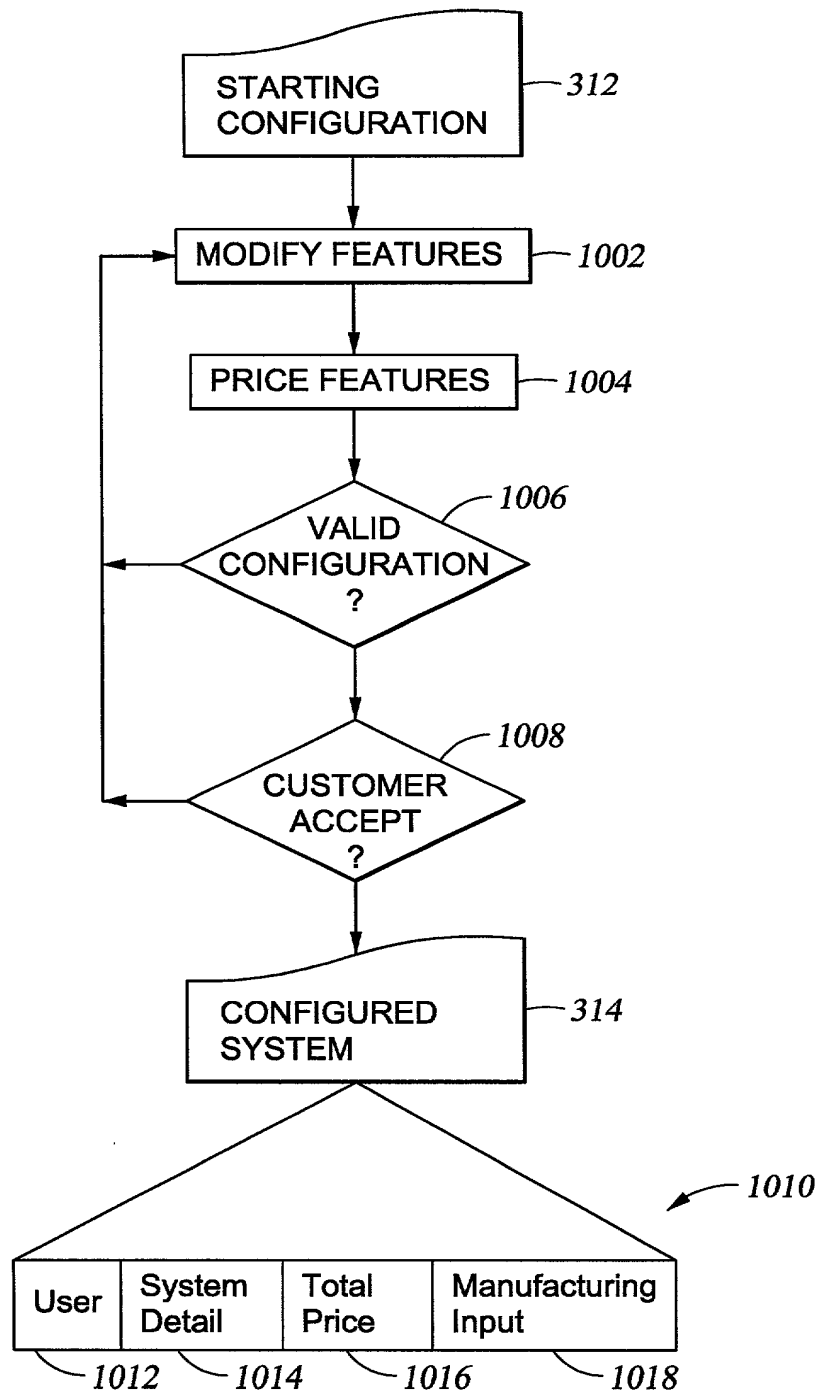 STARTING
CONFIGURATION
312
MODIFY FEATURES
1002
PRICE FEATURES
1004
VALID
CONFIGURATION
?
1006
CUSTOMER
ACCEPT
?
1008
CONFIGURED
SYSTEM
314
1010
User
System
Detail
Total
Price
Manufacturing
Input
1012
1014
1016
1018